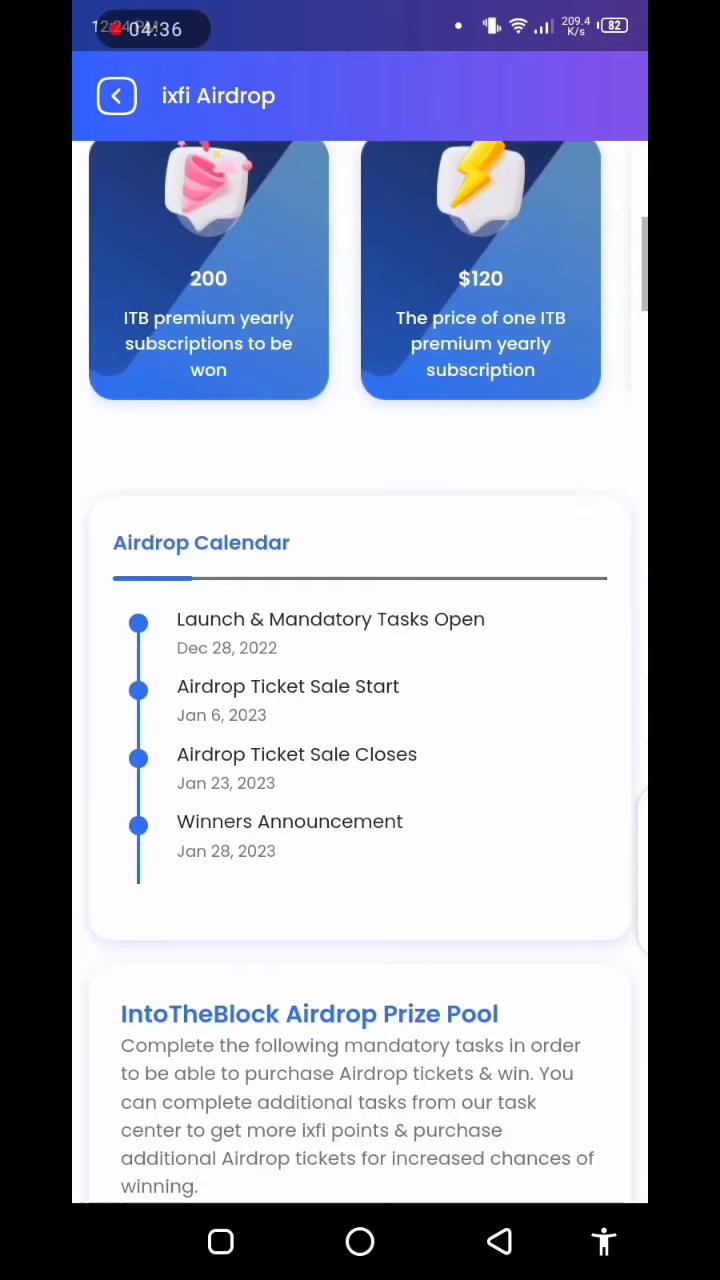 04:36
209.4
K/s
82
ixfi Airdrop
200
ITB premium yearly
subscriptions to be
won
$120
The price of one ITB
premium yearly
subscription
Airdrop Calendar
Launch & Mandatory Tasks Open
Dec 28, 2022
Airdrop Ticket Sale Start
Jan 6, 2023
Airdrop Ticket Sale Closes
Jan 23, 2023
Winners Announcement
Jan 28, 2023
IntoTheBlock Airdrop Prize Pool
Complete the following mandatory tasks in order
to be able to purchase Airdrop tickets & win. You
can complete additional tasks from our task
center to get more ixfi points & purchase
additional Airdrop tickets for increased chances of
winning.